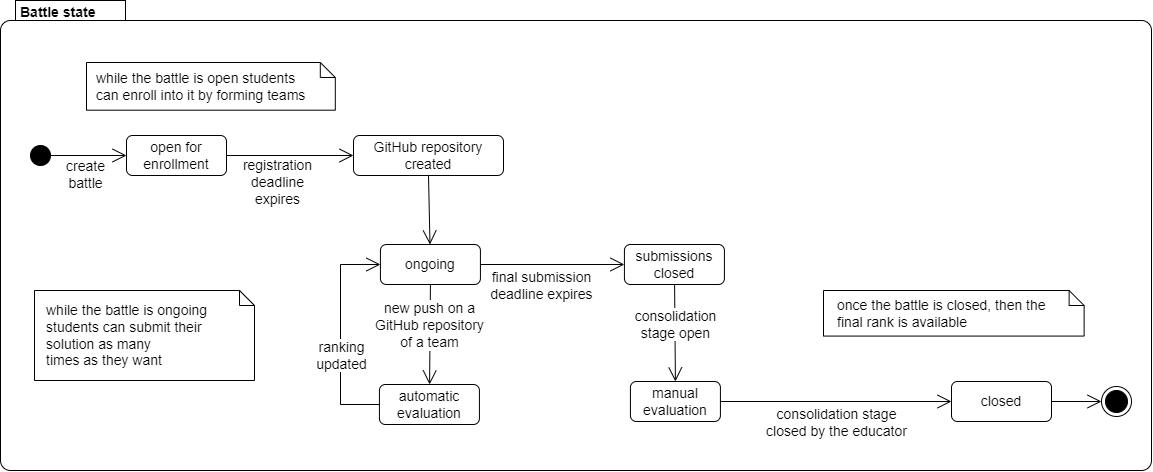 Battle state
while the battle is open students
can enroll into it by forming teams
open for
enrollment
GitHub repository
created
create
battle
registration
deadline
expires
ongoing
submissions
closed
final submission
deadline expires
while the battle is ongoing
students can submit their
solution as many
times as they want
new push on a
GitHub repository
of a team
consolidation
stage open
once the battle is closed, then the
final rank is available
ranking
updated
automatic
evaluation
manual
evaluation
closed
consolidation stage
closed by the educator